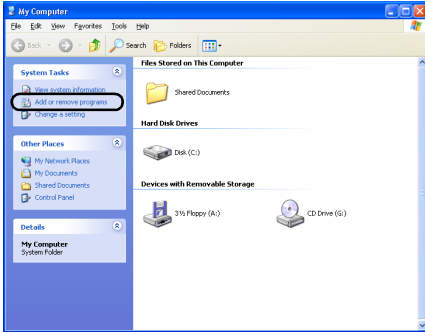 My Computer
File Edit View Favorites Tools Help
Back Search Folders
System Tasks
View system information
Add or remove programs
Change a setting
Other Places
My Network Places
My Documents
Shared Documents
Control Panel
Details
My Computer
System Folder
Files Stored on This Computer
Shared Documents
Hard Disk Drives
Disk (C:)
Devices with Removable Storage
3½ Floppy (A:) CD Drive (G:)